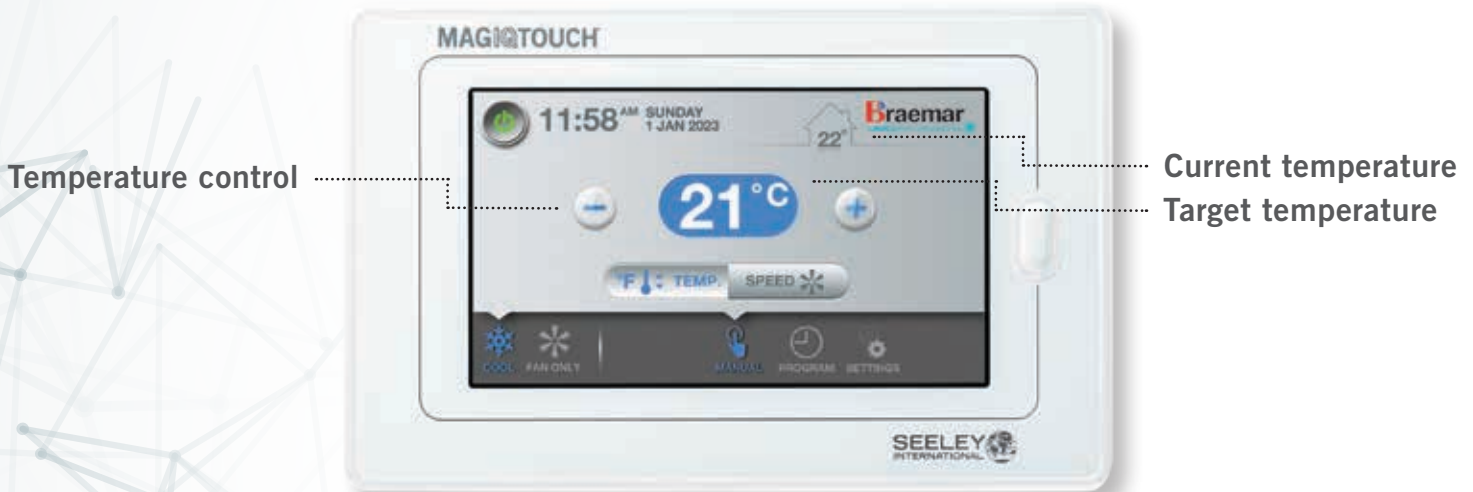 MAGIQTOUCH
11:58 AM SUNDAY
1 JAN 2023
22°
Braemar
Temperature control
21°C
Current temperature
Target temperature
°F TEMP. SPEED
COOL FAN ONLY MANUAL PROGRAM SETTINGS
SEELEY
INTERNATIONAL